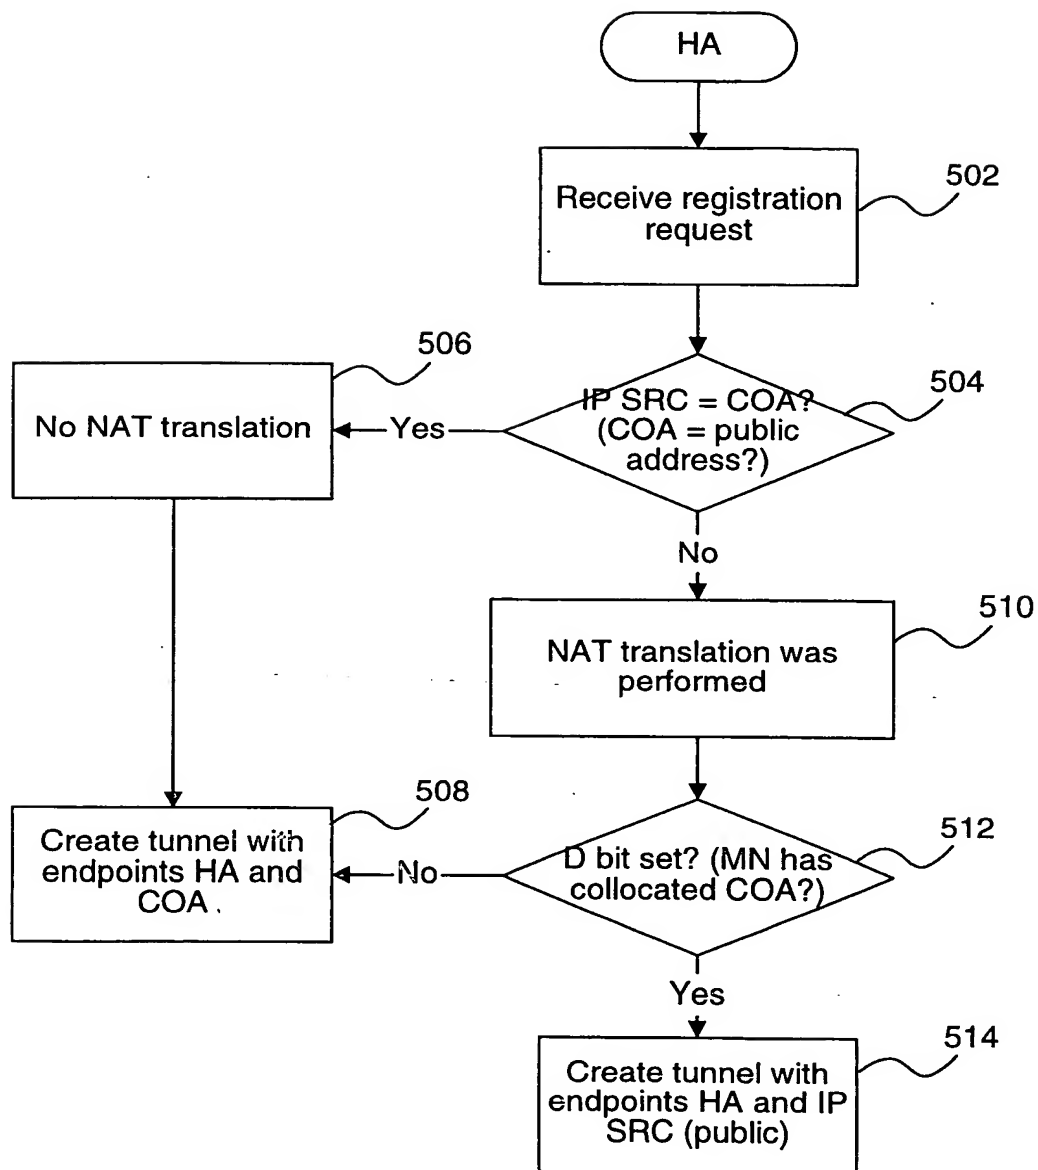 HA
Receive registration
request
502
506
No NAT translation
Yes
IP SRC = COA?
(COA = public
address?)
504
No
510
NAT translation was
performed
508
Create tunnel with
endpoints HA and
COA .
No
D bit set? (MN has
collocated COA?)
512
Yes
514
Create tunnel with
endpoints HA and IP
SRC (public)